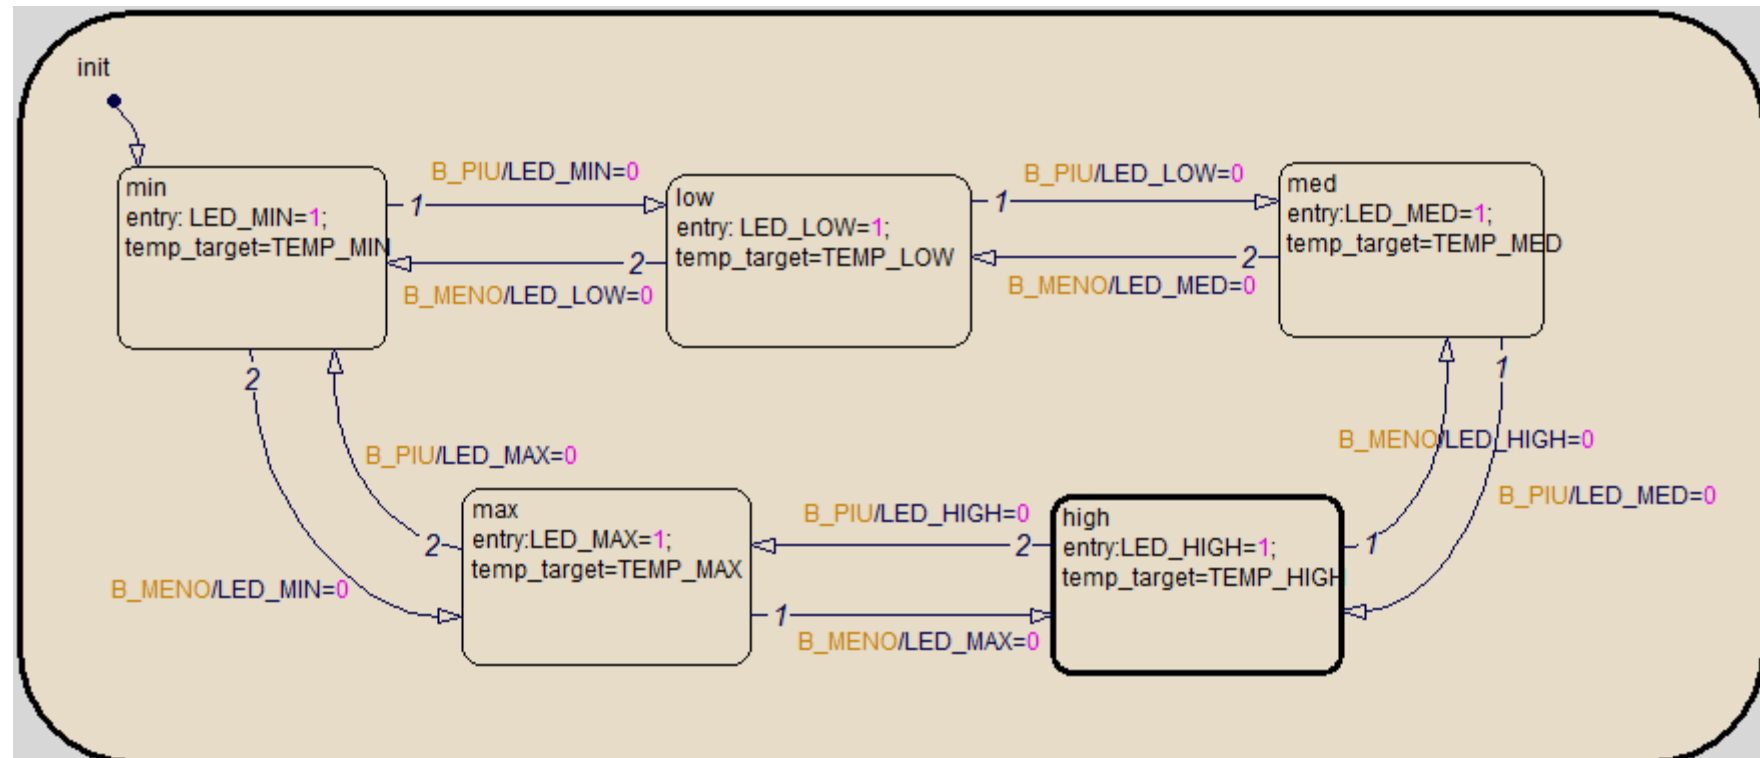 init
min
entry: LED_MIN=1;
temp_target=TEMP_MIN
B_PIU/LED_MIN=0
1
2
B_MENO/LED_LOW=0
low
entry: LED_LOW=1;
temp_target=TEMP_LOW
B_PIU/LED_LOW=0
1
2
B_MENO/LED_MED=0
med
entry:LED_MED=1;
temp_target=TEMP_MED
2
B_MENO/LED_MIN=0
B_PIU/LED_MAX=0
2
max
entry:LED_MAX=1;
temp_target=TEMP_MAX
B_PIU/LED_HIGH=0
2
1
B_MENO/LED_MAX=0
high
entry:LED_HIGH=1;
temp_target=TEMP_HIGH
1
B_MENO/LED_HIGH=0
1
B_PIU/LED_MED=0